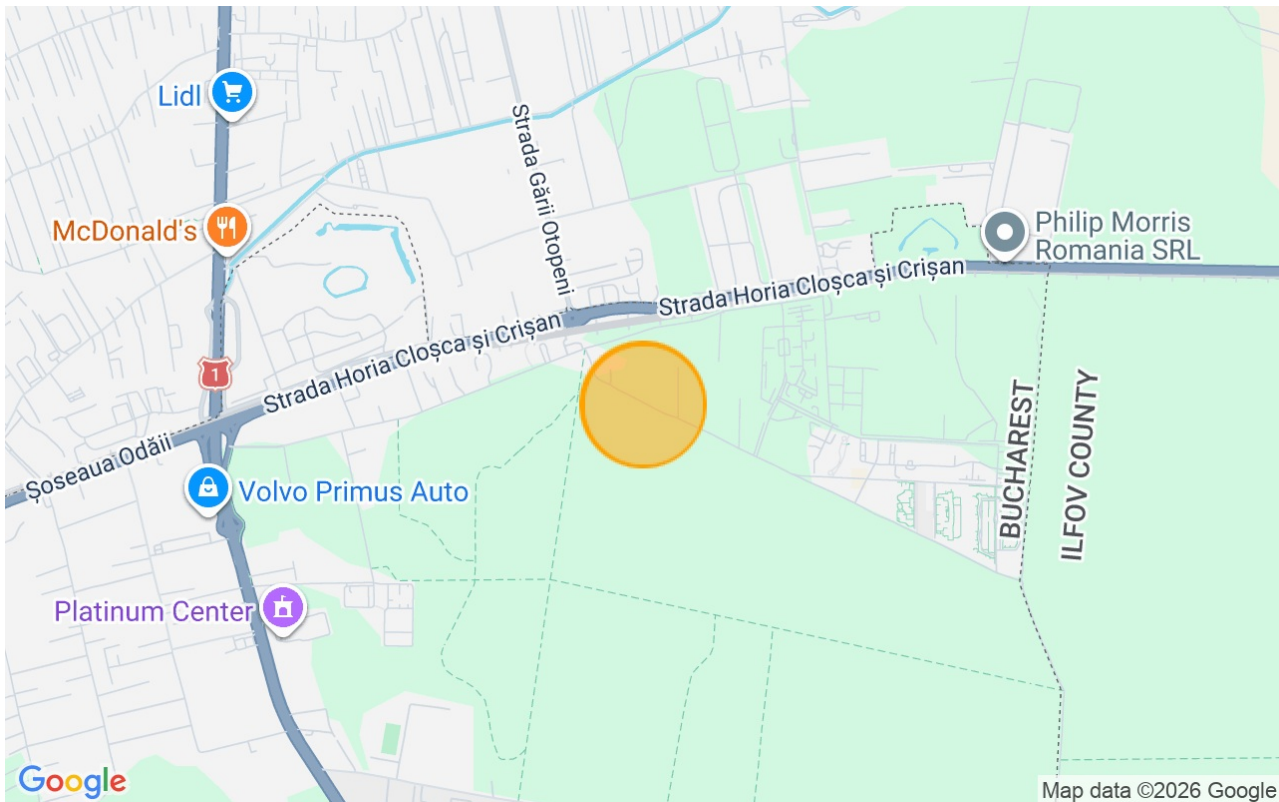 Lidl
McDonald's
Strada Gării Otopeni
Philip Morris
Romania SRL
Strada Horia Cloșca și Crișan
Strada Horia Cloșca și Crișan
1
Șoseaua Odăii
Volvo Primus Auto
BUCHAREST
ILFOV COUNTY
Platinum Center
Google
Map data ©2026 Google